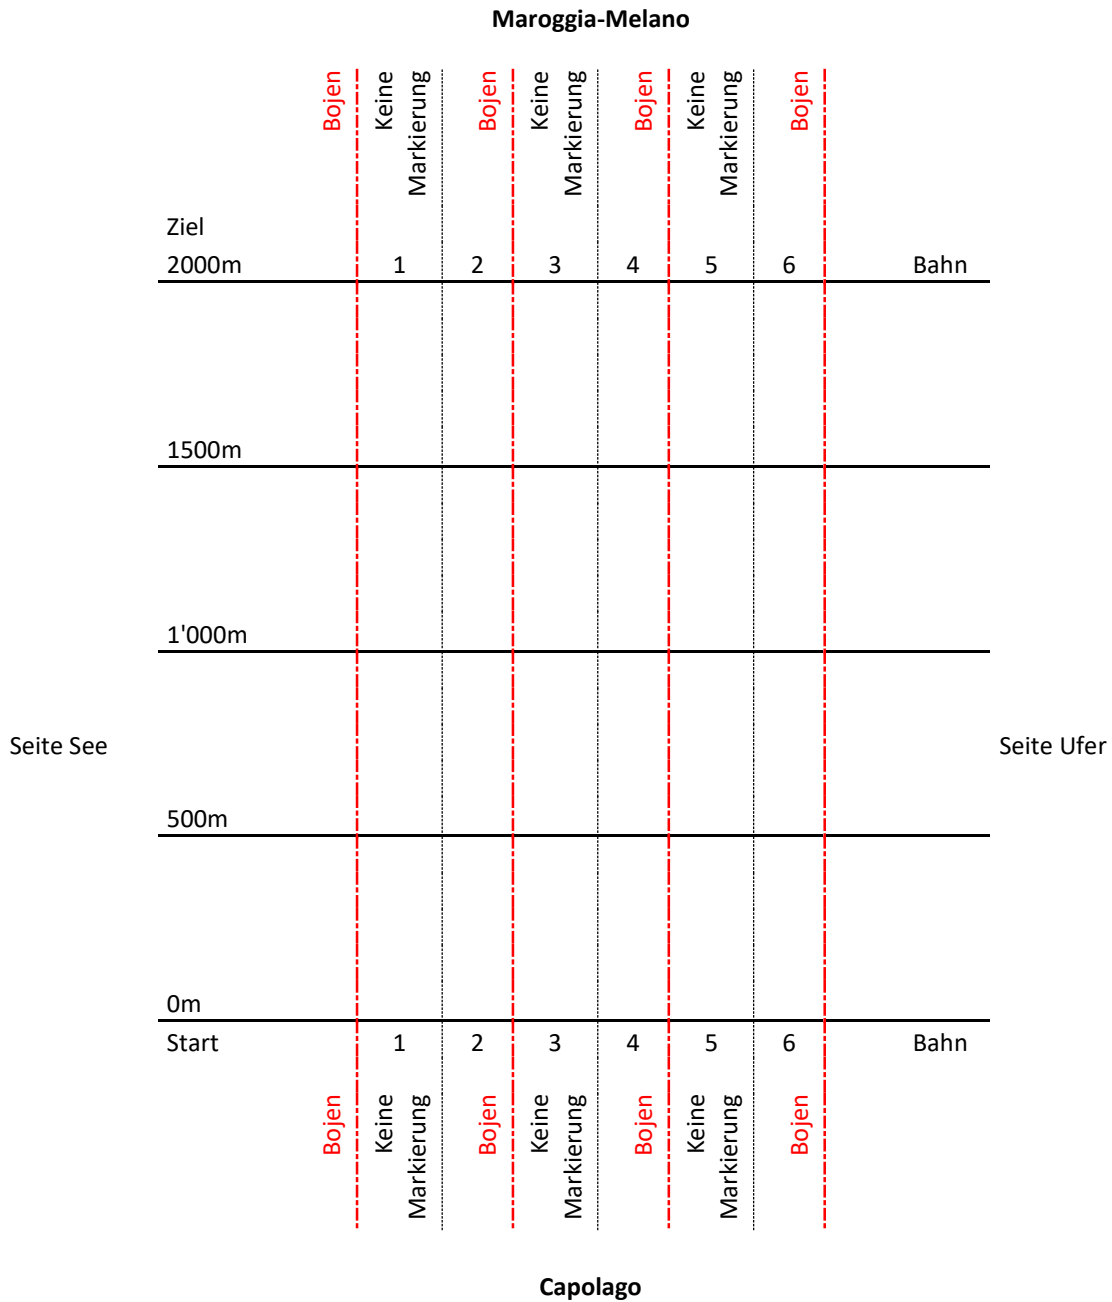 Maroggia-Melano
Bojen
Keine
Markierung
Bojen
Keine
Markierung
Bojen
Keine
Markierung
Bojen
Ziel
2000m 1 2 3 4 5 6 Bahn
1500m
1'000m
Seite See Seite Ufer
500m
0m
Start 1 2 3 4 5 6 Bahn
Bojen
Keine
Markierung
Bojen
Keine
Markierung
Bojen
Keine
Markierung
Bojen
Capolago